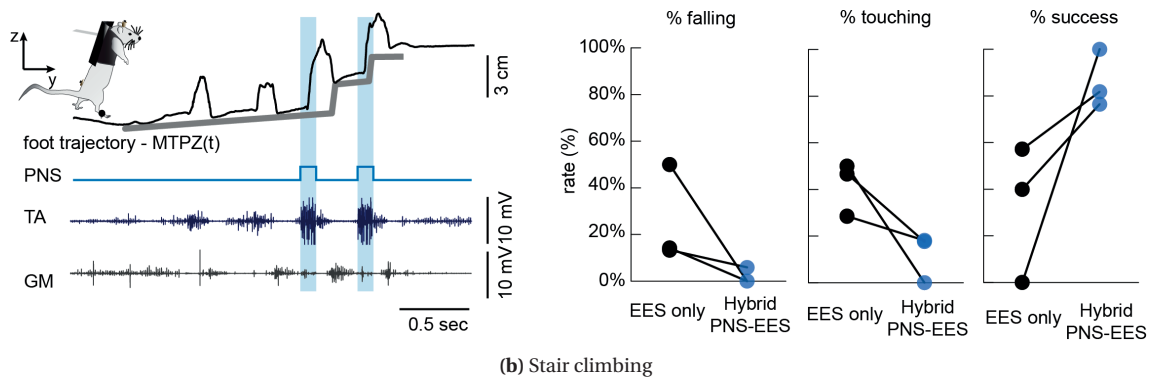 z
y
3 cm
foot trajectory - MTPZ(t)
PNS
TA
10 mV
GM
10 mV
0.5 sec
% falling
% touching
% success
rate (%)
100%
80%
60%
40%
20%
0%
EES only
Hybrid
PNS-EES
EES only
Hybrid
PNS-EES
EES only
Hybrid
PNS-EES
(b) Stair climbing